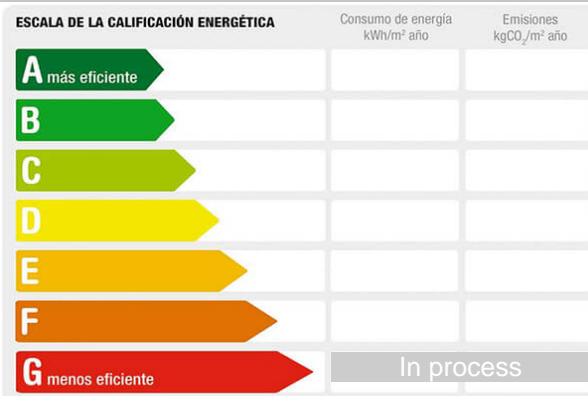 ESCALA DE LA CALIFICACIÓN ENERGÉTICA
Consumo de energía
kWh/m² año
Emisiones
kgCO₂/m² año
A más eficiente
B
C
D
E
F
G menos eficiente
In process